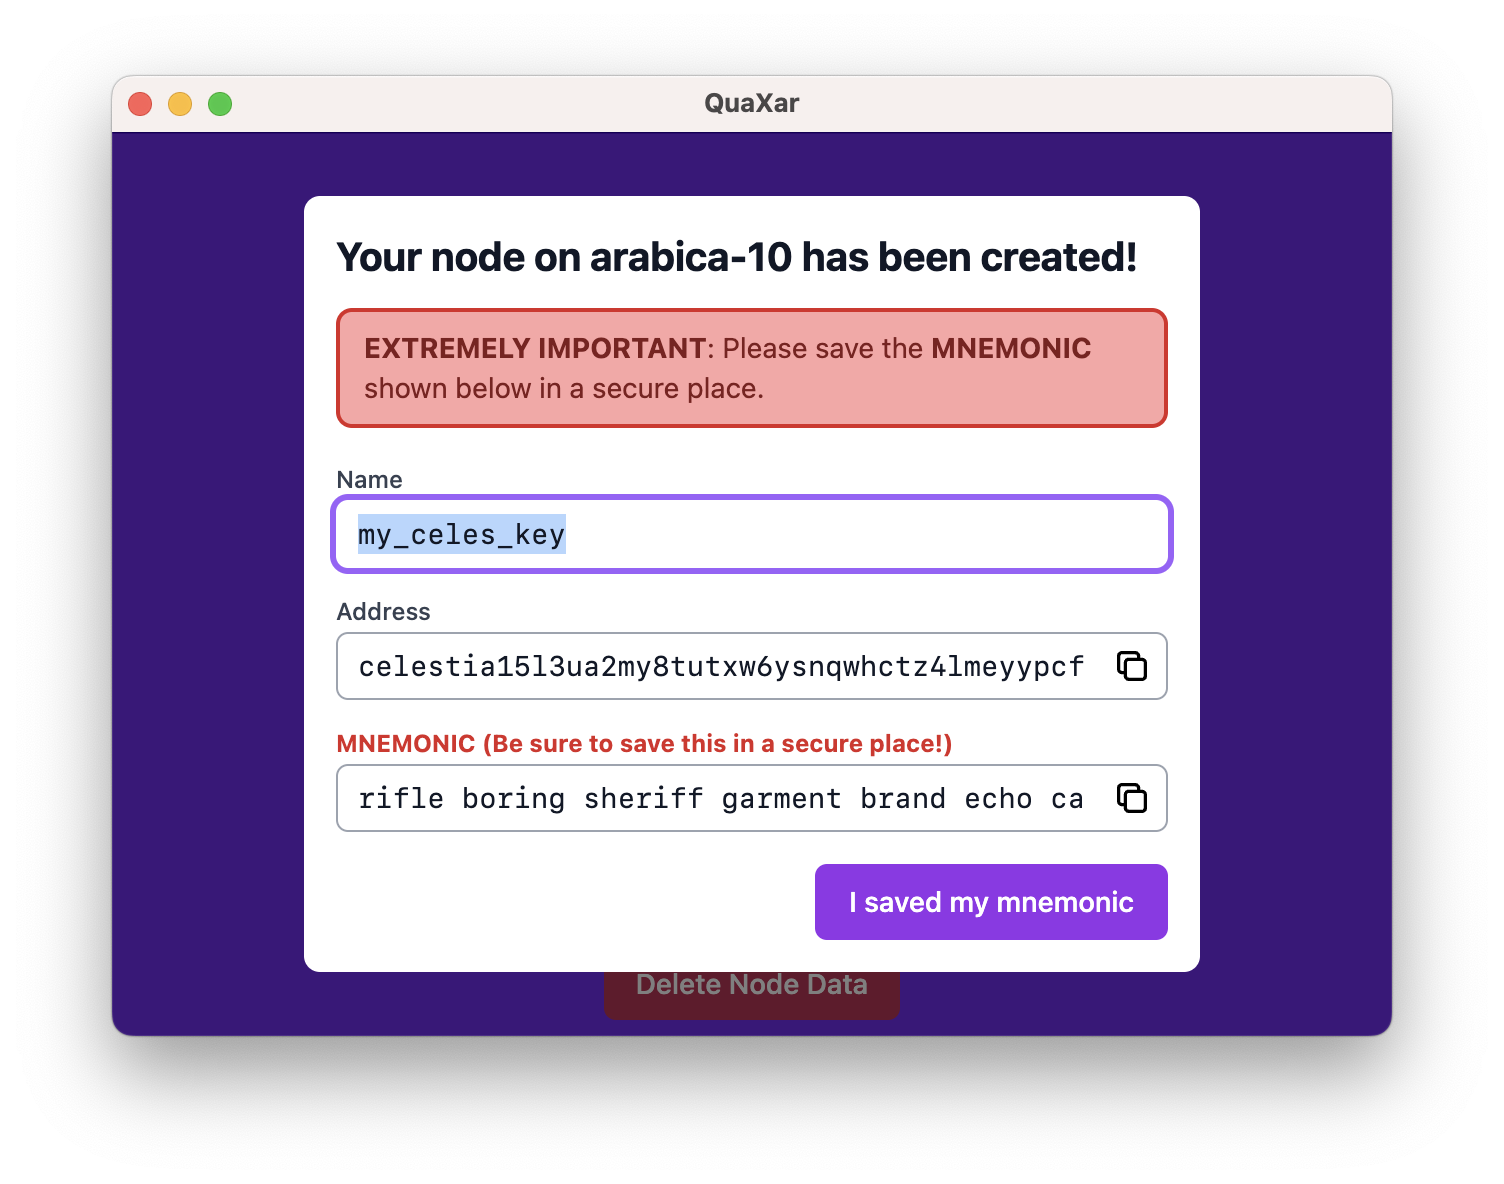 QuaXar
Your node on arabica-10 has been created!
EXTREMELY IMPORTANT: Please save the MNEMONIC
shown below in a secure place.
Name
my_celes_key
Address
celestia15l3ua2my8tutxw6ysnqwhctz4lmeyypcf
MNEMONIC (Be sure to save this in a secure place!)
rifle boring sheriff garment brand echo ca
I saved my mnemonic
Delete Node Data